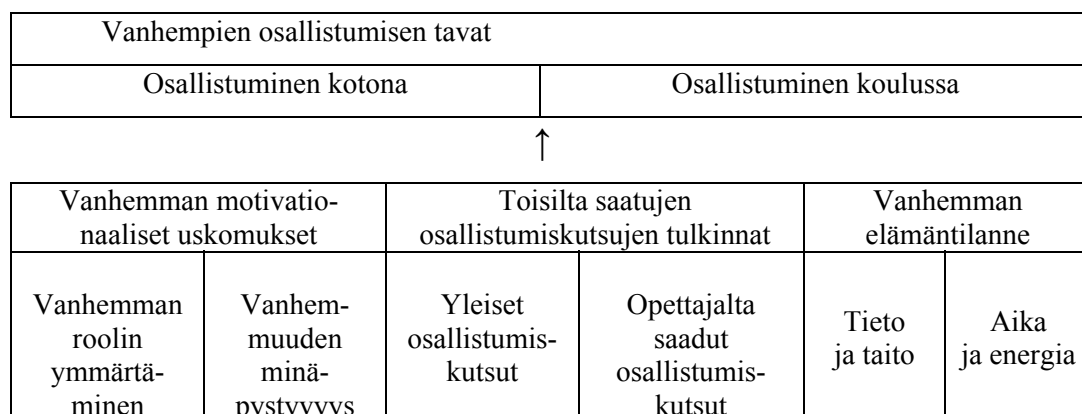 Vanhempien osallistumisen tavat
Osallistuminen kotona
Osallistuminen koulussa
↑
Vanhemman motivatio-
naaliset uskomukset
Toisilta saatujen
osallistumiskutsujen tulkinnat
Vanhemman
elämäntilanne
Vanhemman
roolin
ymmärtä-
minen
Vanhem-
muuden
minä-
pystyvyys
Yleiset
osallistumis-
kutsut
Opettajalta
saadut
osallistumis-
kutsut
Tieto
ja taito
Aika
ja energia